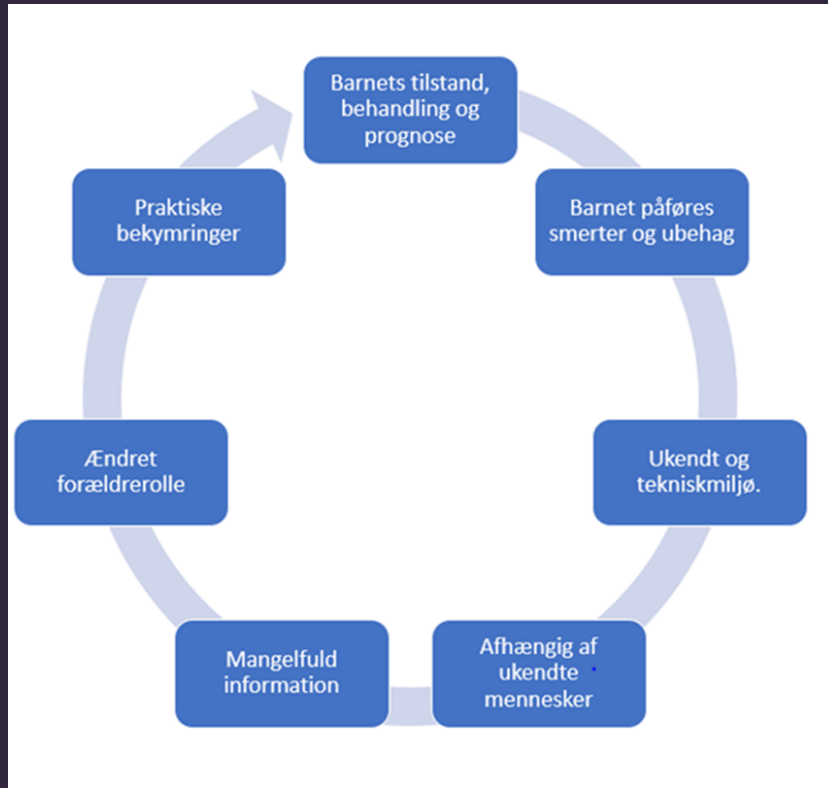 Barnets tilstand,
behandling og
prognose
Barnet påføres
smerter og ubehag
Ukendt og
tekniskmiljø.
Afhængig af
ukendte
mennesker
Mangelfuld
information
Ændret
forældrerolle
Praktiske
bekymringer